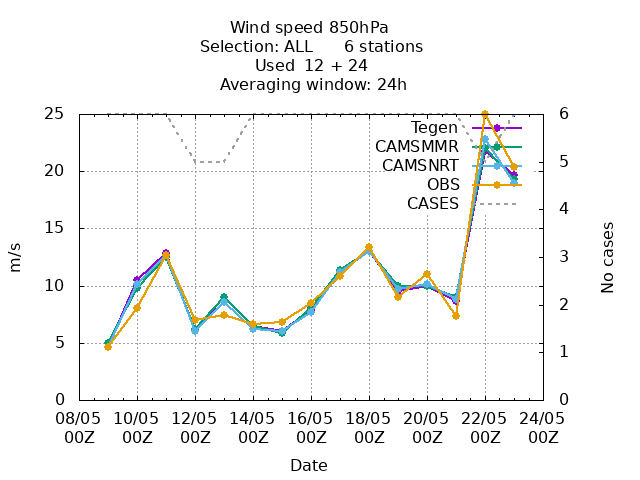 Wind speed 850hPa
Selection: ALL 6 stations
Used 12 + 24
Averaging window: 24h
25
20
15
10
5
0
m/s
6
5
4
3
2
1
0
No cases
Tegen
CAMSMMR
CAMSNRT
OBS
CASES
08/05 10/05 12/05 14/05 16/05 18/05 20/05 22/05 24/05
00Z 00Z 00Z 00Z 00Z 00Z 00Z 00Z 00Z
Date